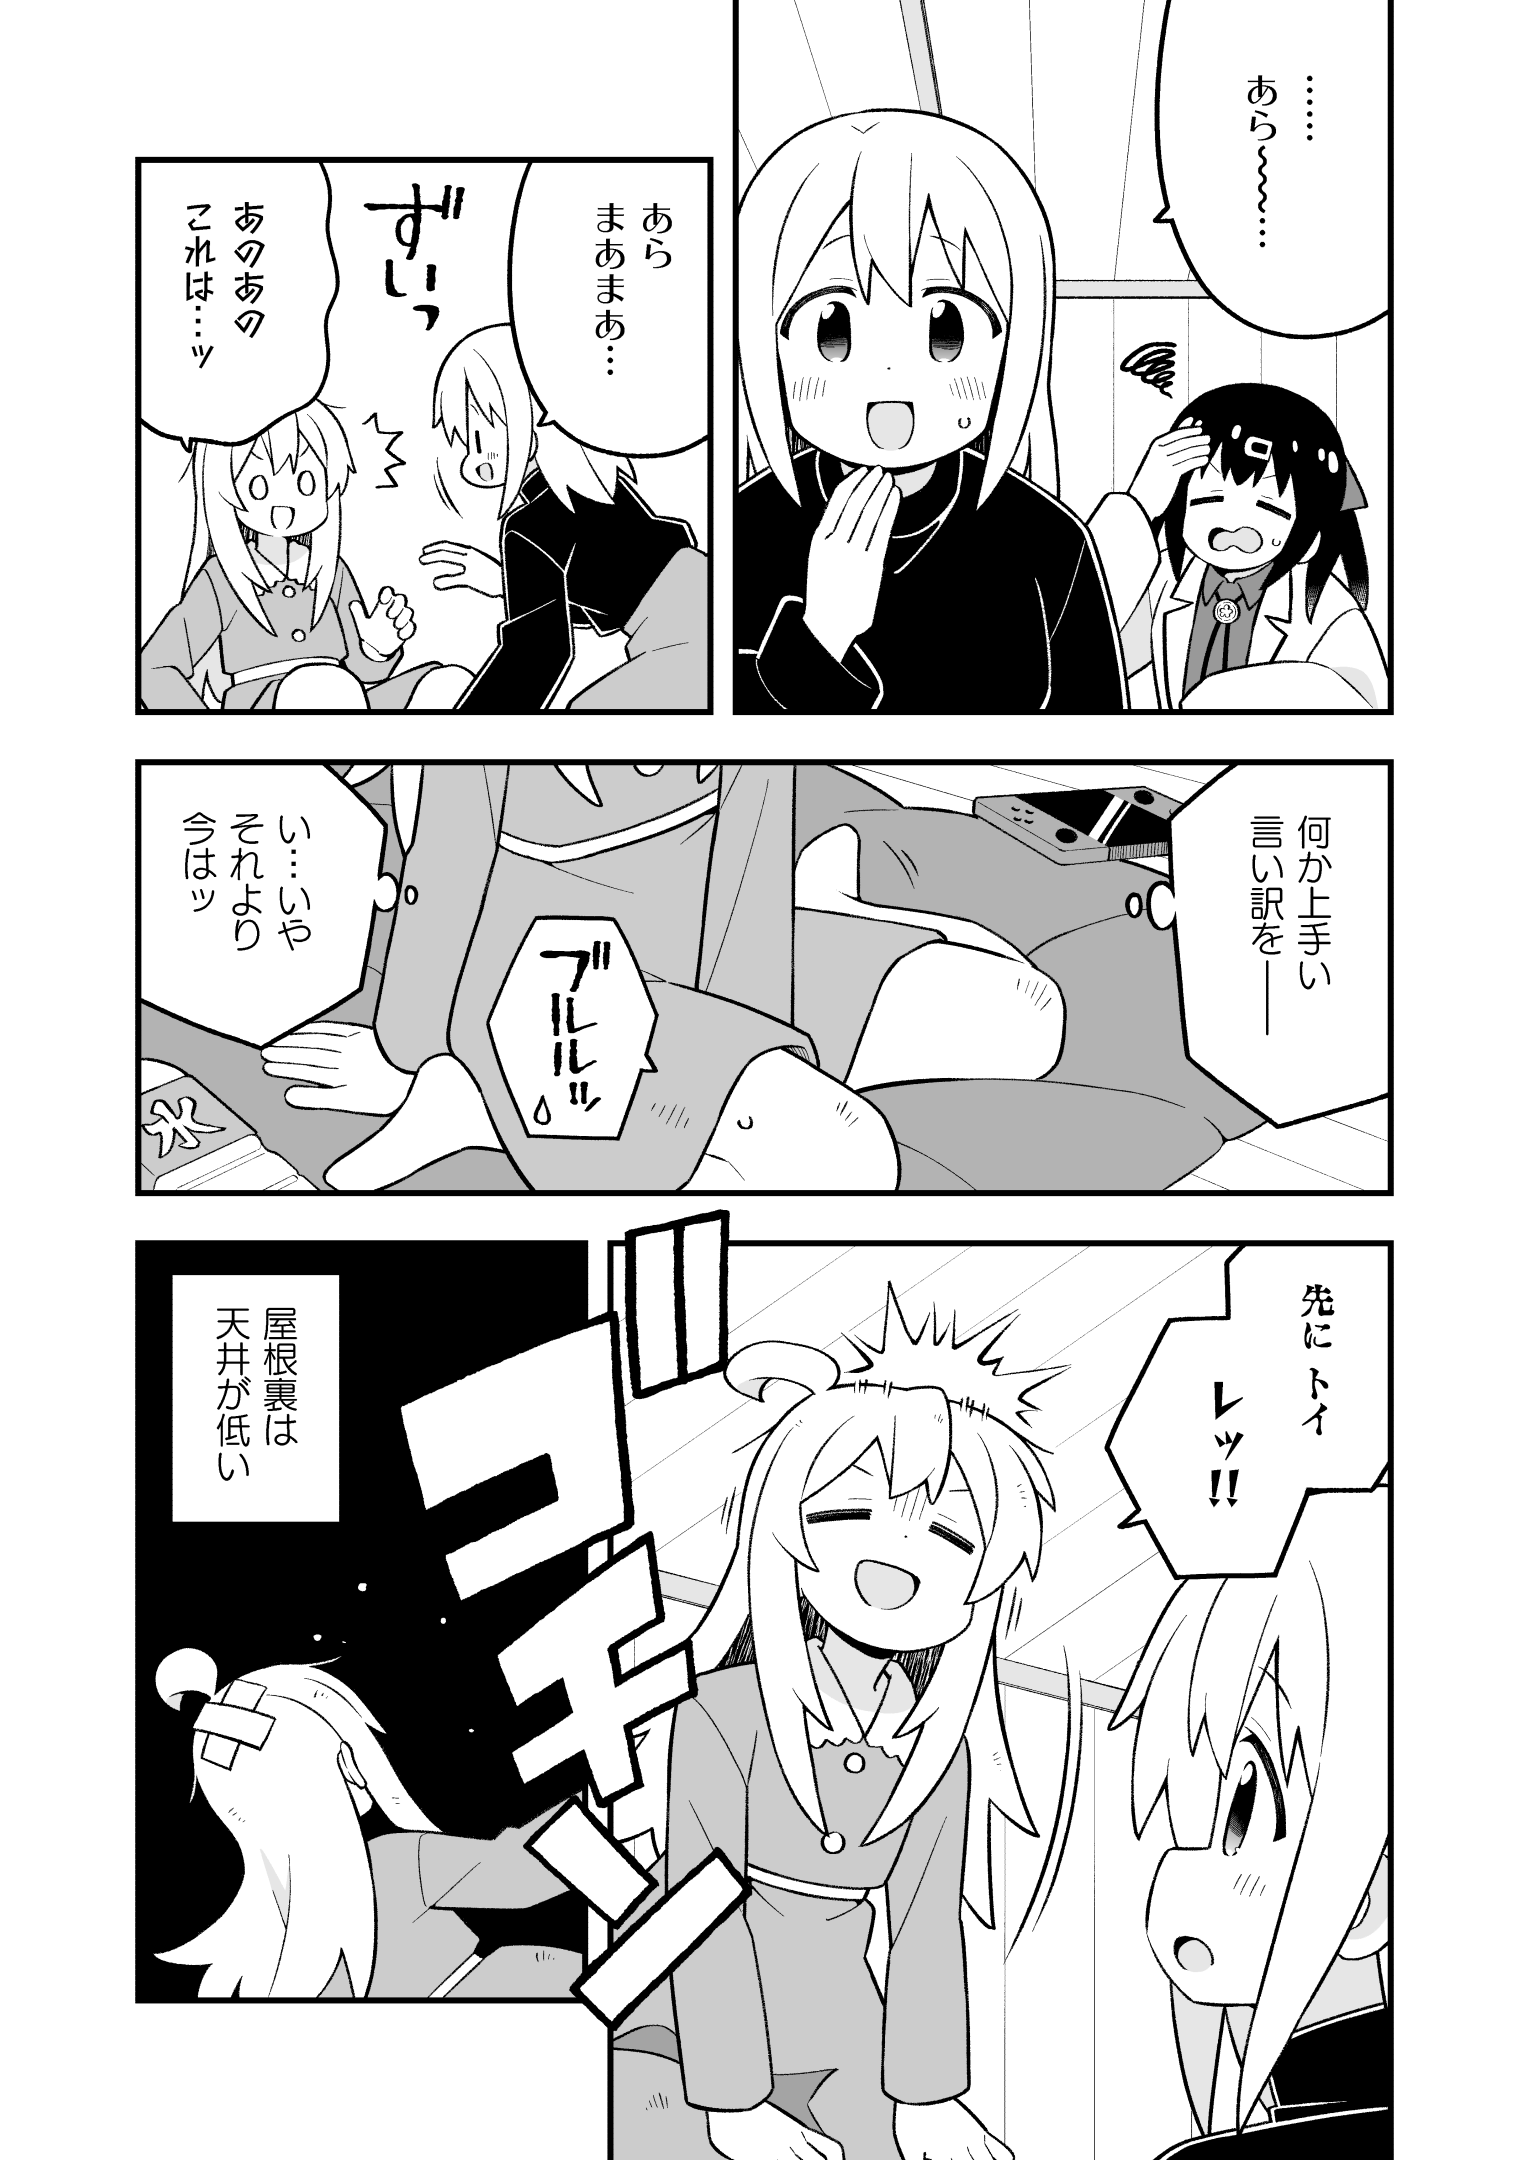 ……
あら〜〜〜…
あら
まあまあ…
ずいっ
あのあの
これは…ッ
何か上手い
言い訳を――
い…いや
それより
今はッ
ブルルッ
氷
先にトイ
レッ!!
ゴキッ
屋根裏は
天井が低い